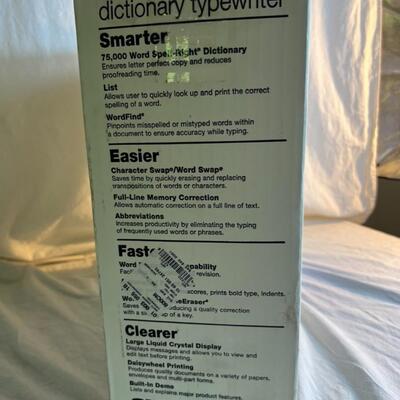 dictionary typewriter
Smarter
75,000 Word Spell-Right® Dictionary
Ensures letter perfect copy and reduces
proofreading time.
List
Allows user to quickly look up and print the correct
spelling of a word.
WordFind®
Pinpoints misspelled or mistyped words within
a document to ensure accuracy while typing.
Easier
Character Swap®/Word Swap®
Saves time by quickly erasing and replacing
transpositions of words or characters.
Full-Line Memory Correction
Allows automatic correction on a full line of text.
Abbreviations
Increases productivity by eliminating the typing
of frequently used words or phrases.
revision.
scores, prints bold type, indents.
Saves
a quality correction
of a key.
Clearer
Large Liquid Crystal Display
Displays messages and allows you to view and
edit text before printing.
Daisywheel Printing
Produces quality documents on a variety of papers,
envelopes and multi-part forms.
Built-In Demo
Lists and explains major product features.